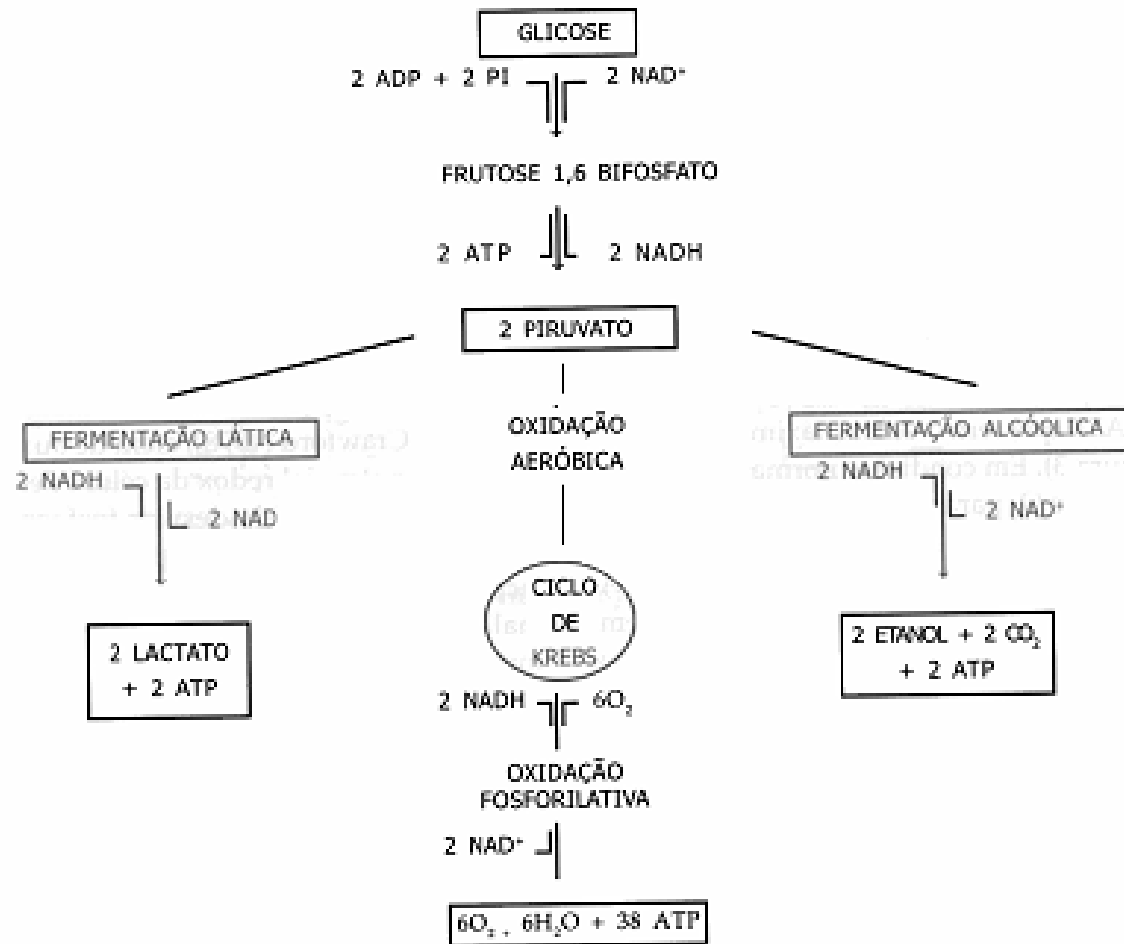 GLICOSE
2 ADP + 2 PI
2 NAD⁺
FRUTOSE 1,6 BIFOSFATO
2 ATP
2 NADH
2 PIRUVATO
FERMENTAÇÃO LÁTICA
2 NADH
2 NAD
2 LACTATO
+ 2 ATP
OXIDAÇÃO
AERÓBICA
CICLO
DE
KREBS
2 NADH
6O₂
OXIDAÇÃO
FOSFORILATIVA
2 NAD⁺
6O₂ , 6H₂O + 38 ATP
FERMENTAÇÃO ALCÓOLICA
2 NADH
2 NAD⁺
2 ETANOL + 2 CO₂
+ 2 ATP